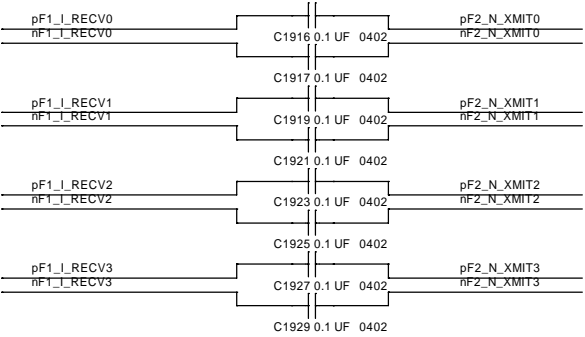 pF1_I_RECV0 pF2_N_XMIT0
nF1_I_RECV0 nF2_N_XMIT0
C1916 0.1 UF 0402
C1917 0.1 UF 0402
pF1_I_RECV1 pF2_N_XMIT1
nF1_I_RECV1 nF2_N_XMIT1
C1919 0.1 UF 0402
C1921 0.1 UF 0402
pF1_I_RECV2 pF2_N_XMIT2
nF1_I_RECV2 nF2_N_XMIT2
C1923 0.1 UF 0402
C1925 0.1 UF 0402
pF1_I_RECV3 pF2_N_XMIT3
nF1_I_RECV3 nF2_N_XMIT3
C1927 0.1 UF 0402
C1929 0.1 UF 0402